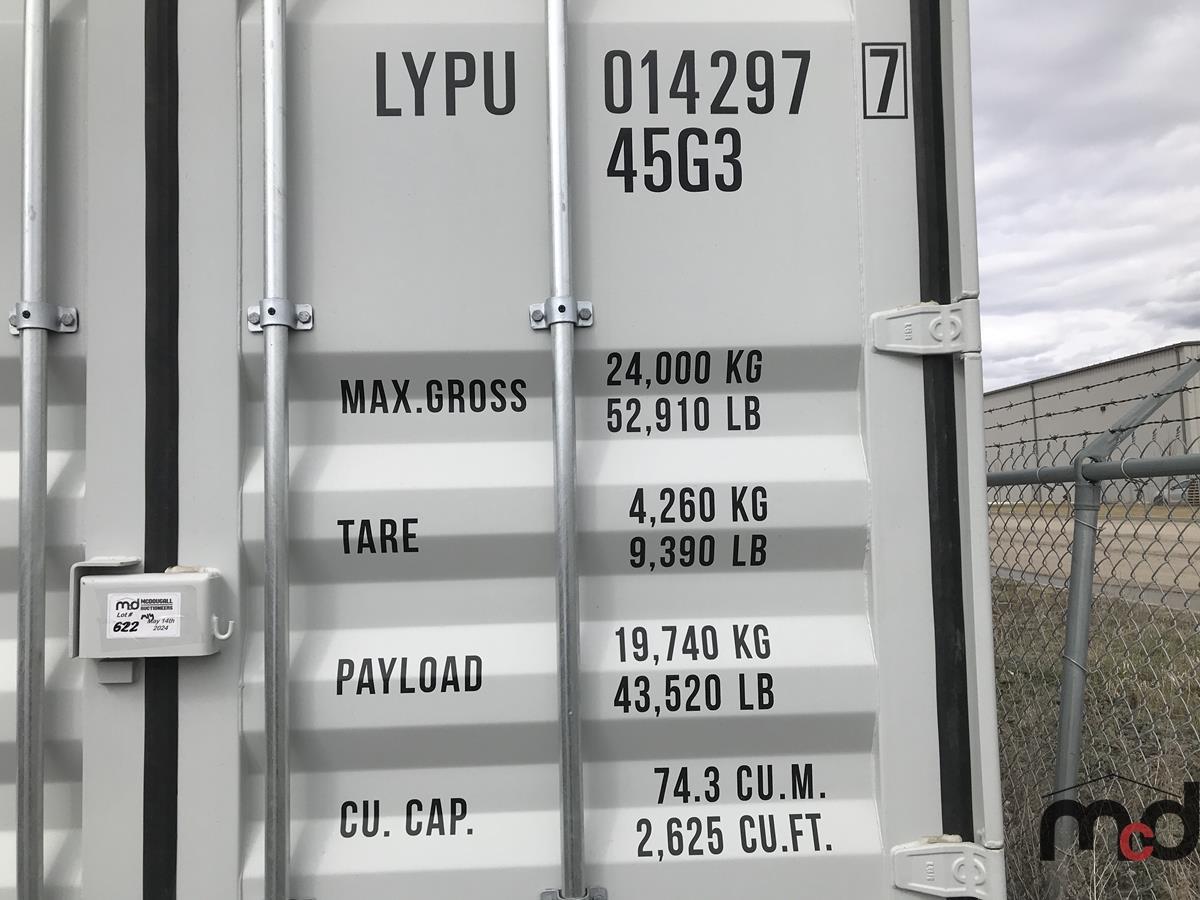 LYPU 014297 7
45G3
MAX.GROSS 24,000 KG
52,910 LB
TARE 4,260 KG
9,390 LB
PAYLOAD 19,740 KG
43,520 LB
CU. CAP. 74.3 CU.M.
2,625 CU.FT.
md MCDOUGALL
AUCTIONEERS
Lot #
622 May 14th
2024
mcd